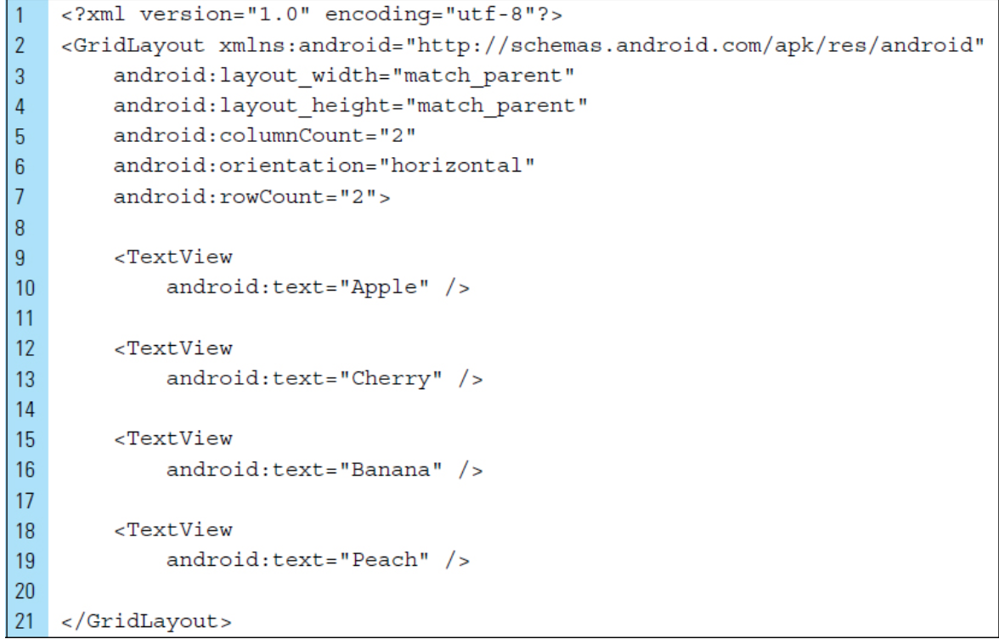 1 <?xml version="1.0" encoding="utf-8"?>
2 <GridLayout xmlns:android="http://schemas.android.com/apk/res/android"
3     android:layout_width="match_parent"
4     android:layout_height="match_parent"
5     android:columnCount="2"
6     android:orientation="horizontal"
7     android:rowCount="2">
8
9     <TextView
10         android:text="Apple" />
11
12     <TextView
13         android:text="Cherry" />
14
15     <TextView
16         android:text="Banana" />
17
18     <TextView
19         android:text="Peach" />
20
21 </GridLayout>